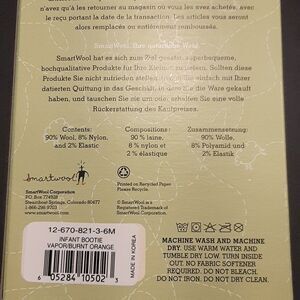 n'avez qu'à les retourner au magasin où vous les avez achetés, avec
le reçu portant la date de la transaction. Les articles vous seront
alors remplacés ou entièrement remboursés.
SmartWool. Ihre natürliche Wahl.
SmartWool hat es sich zum Ziel gesetzt, superbequeme,
hochqualitative Produkte für Ihre Kleinen zu kreieren. Sollten diese
Produkte Sie nicht zufrieden stellen, bringen Sie sie einfach mit Ihrer
datierten Quittung in das Geschäft, in dem Sie die Ware gekauft
haben, und tauschen Sie sie um oder, erhalten Sie eine volle
Rückerstattung des Kaufpreises.
Contents:
90% Wool, 8% Nylon,
and 2% Elastic
Compositions:
90 % laine,
8 % nylon et
2 % élastique
Zusammensetzung:
90% Wolle,
8% Polyamid und
2% Elastik
smartwool
SmartWool Corporation
PO Box 774928
Steamboat Springs, Colorado 80477
1-866-298-9703
www.smartwool.com
Printed on Recycled Paper
Please Recycle.
© SmartWool is a
Registered Trademark of
SmartWool Corporation
12-670-821-3-6M
INFANT BOOTIE
VAPOR/BURNT ORANGE
6 05284 10502 3
MADE IN KOREA
MACHINE WASH AND MACHINE
DRY. USE WARM WATER AND
TUMBLE DRY LOW. TURN INSIDE
OUT. NO FABRIC SOFTENER
REQUIRED. DO NOT BLEACH.
DO NOT IRON. DO NOT DRY CLEAN.